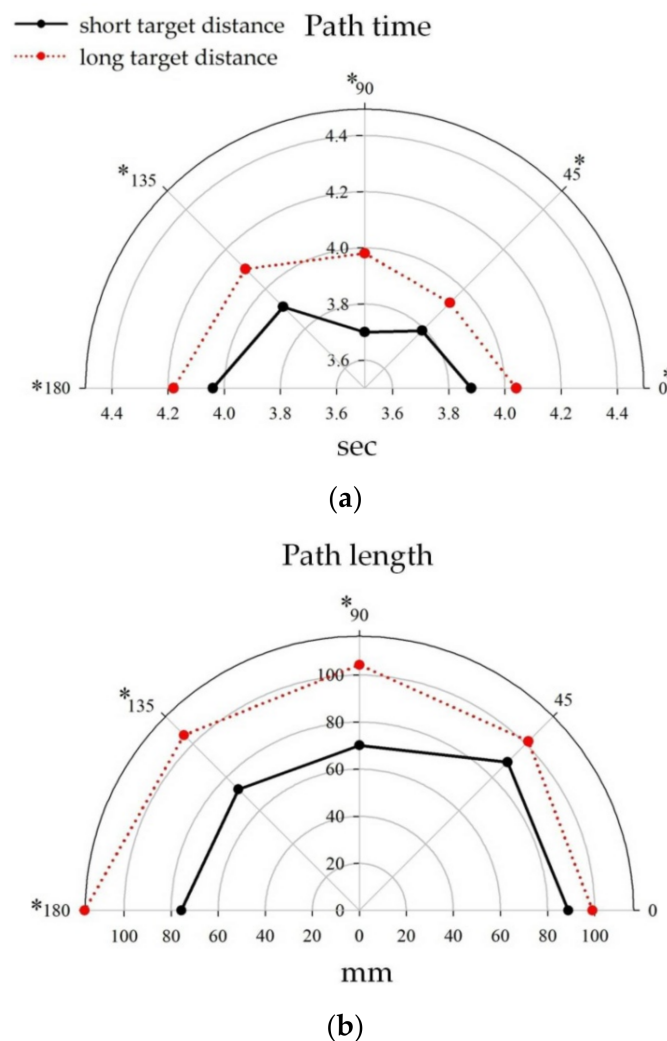 short target distance Path time
long target distance
*90
*135
45*
4.4
4.2
4.0
3.8
3.6
*180
0*
4.4 4.2 4.0 3.8 3.6 3.6 3.8 4.0 4.2 4.4
sec
(a)
Path length
*
90
*135
45
100
80
60
40
20
0
*180
0
100 80 60 40 20 0 20 40 60 80 100
mm
(b)